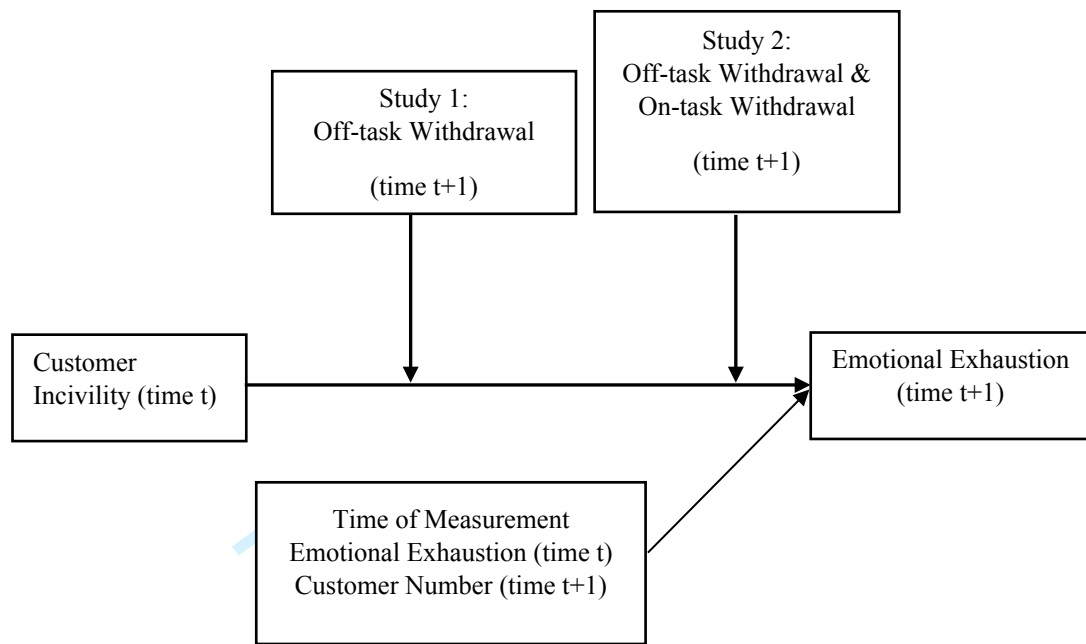 Study 1:
Off-task Withdrawal
(time t+1)
Study 2:
Off-task Withdrawal &
On-task Withdrawal
(time t+1)
Customer
Incivility (time t)
Emotional Exhaustion
(time t+1)
Time of Measurement
Emotional Exhaustion (time t)
Customer Number (time t+1)